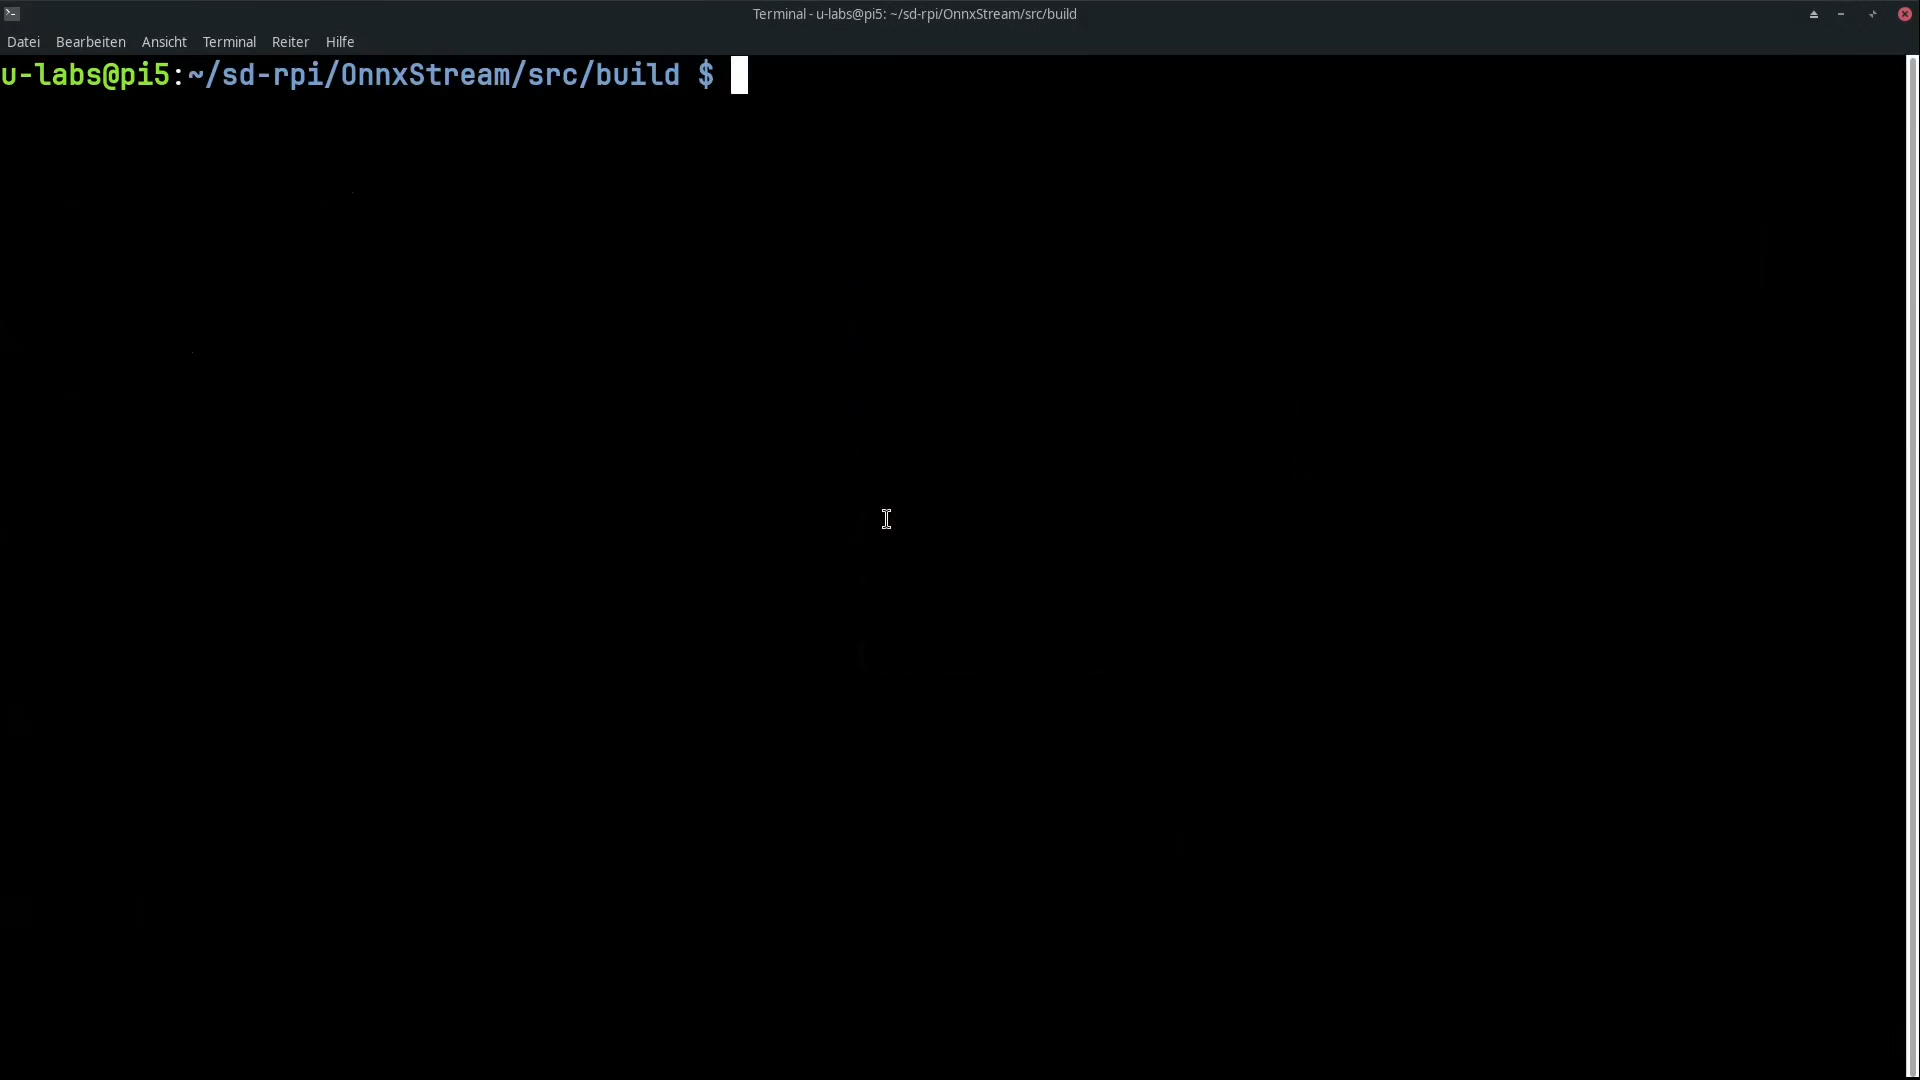 Terminal - u-labs@pi5: ~/sd-rpi/OnnxStream/src/build
Datei Bearbeiten Ansicht Terminal Reiter Hilfe
u-labs@pi5:~/sd-rpi/OnnxStream/src/build $